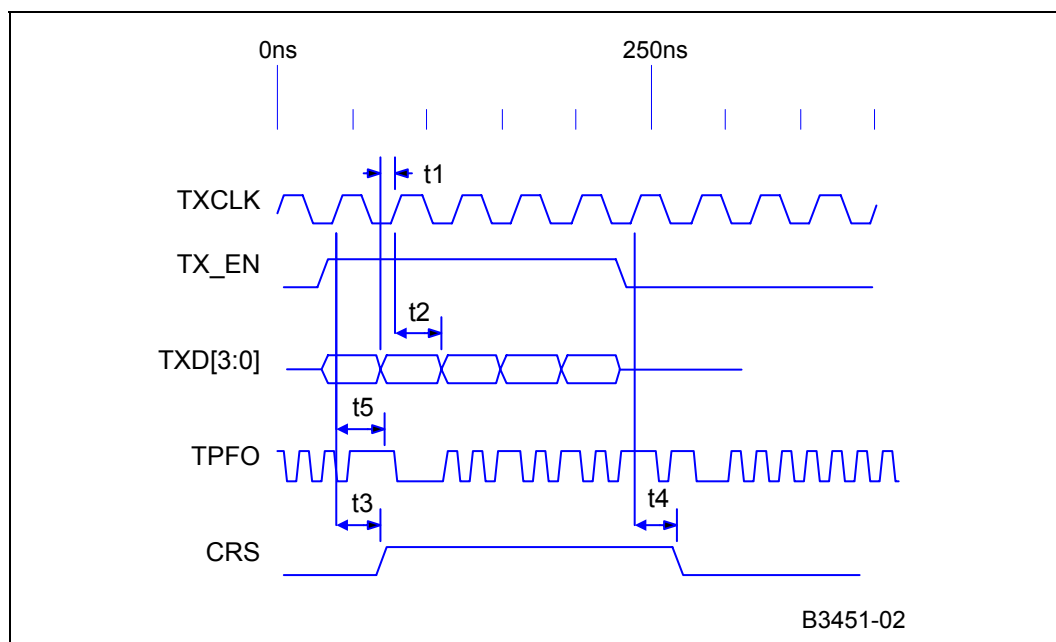 0ns 250ns
t1
TXCLK
TX_EN
t2
TXD[3:0]
t5
TPFO
t3 t4
CRS
B3451-02